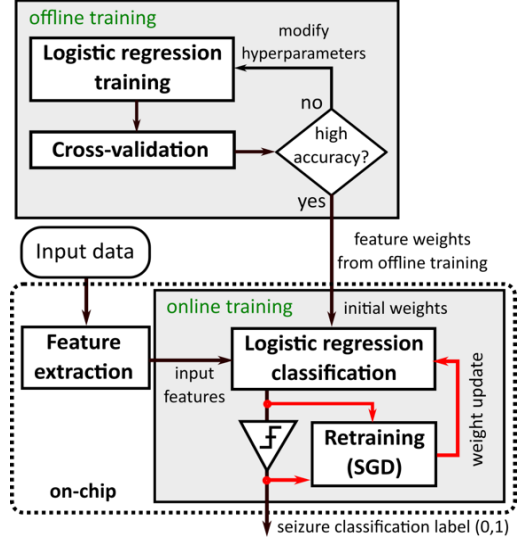 offline training
modify
hyperparameters
Logistic regression
training
no
Cross-validation
high
accuracy?
yes
Input data
feature weights
from offline training
online training
initial weights
Feature
extraction
input
features
Logistic regression
classification
Retraining
(SGD)
weight update
on-chip
seizure classification label (0,1)